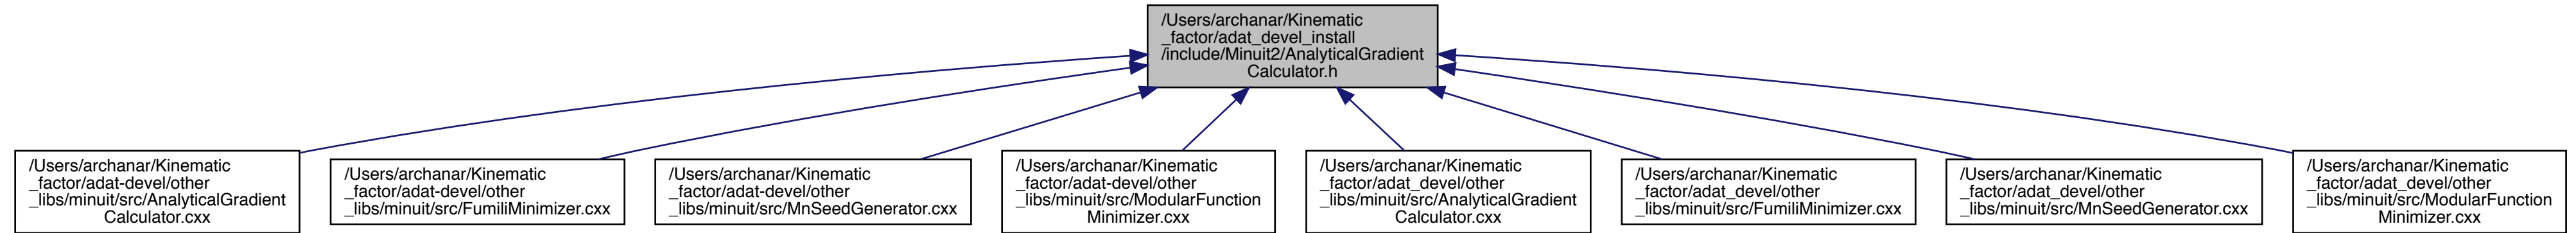 /Users/archanar/Kinematic
_factor/adat_devel_install
/include/Minuit2/AnalyticalGradient
Calculator.h
/Users/archanar/Kinematic
_factor/adat-devel/other
_libs/minuit/src/AnalyticalGradient
Calculator.cxx
/Users/archanar/Kinematic
_factor/adat-devel/other
_libs/minuit/src/FumiliMinimizer.cxx
/Users/archanar/Kinematic
_factor/adat-devel/other
_libs/minuit/src/MnSeedGenerator.cxx
/Users/archanar/Kinematic
_factor/adat-devel/other
_libs/minuit/src/ModularFunction
Minimizer.cxx
/Users/archanar/Kinematic
_factor/adat_devel/other
_libs/minuit/src/AnalyticalGradient
Calculator.cxx
/Users/archanar/Kinematic
_factor/adat_devel/other
_libs/minuit/src/FumiliMinimizer.cxx
/Users/archanar/Kinematic
_factor/adat_devel/other
_libs/minuit/src/MnSeedGenerator.cxx
/Users/archanar/Kinematic
_factor/adat_devel/other
_libs/minuit/src/ModularFunction
Minimizer.cxx